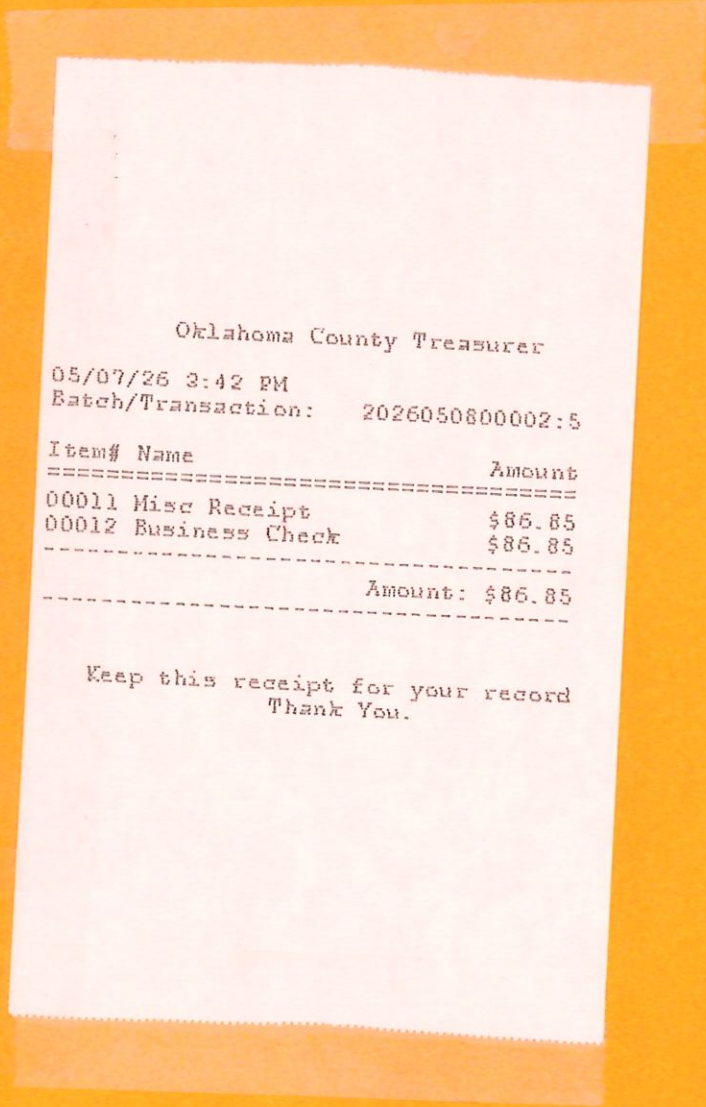 Oklahoma County Treasurer
05/07/26 3:42 PM
Batch/Transaction: 2026050800002:5
Item# Name Amount
=====================================
00011 Misc Receipt $86.85
00012 Business Check $86.85
-------------------------------------
Amount: $86.85
-------------------------------------
Keep this receipt for your record
Thank You.